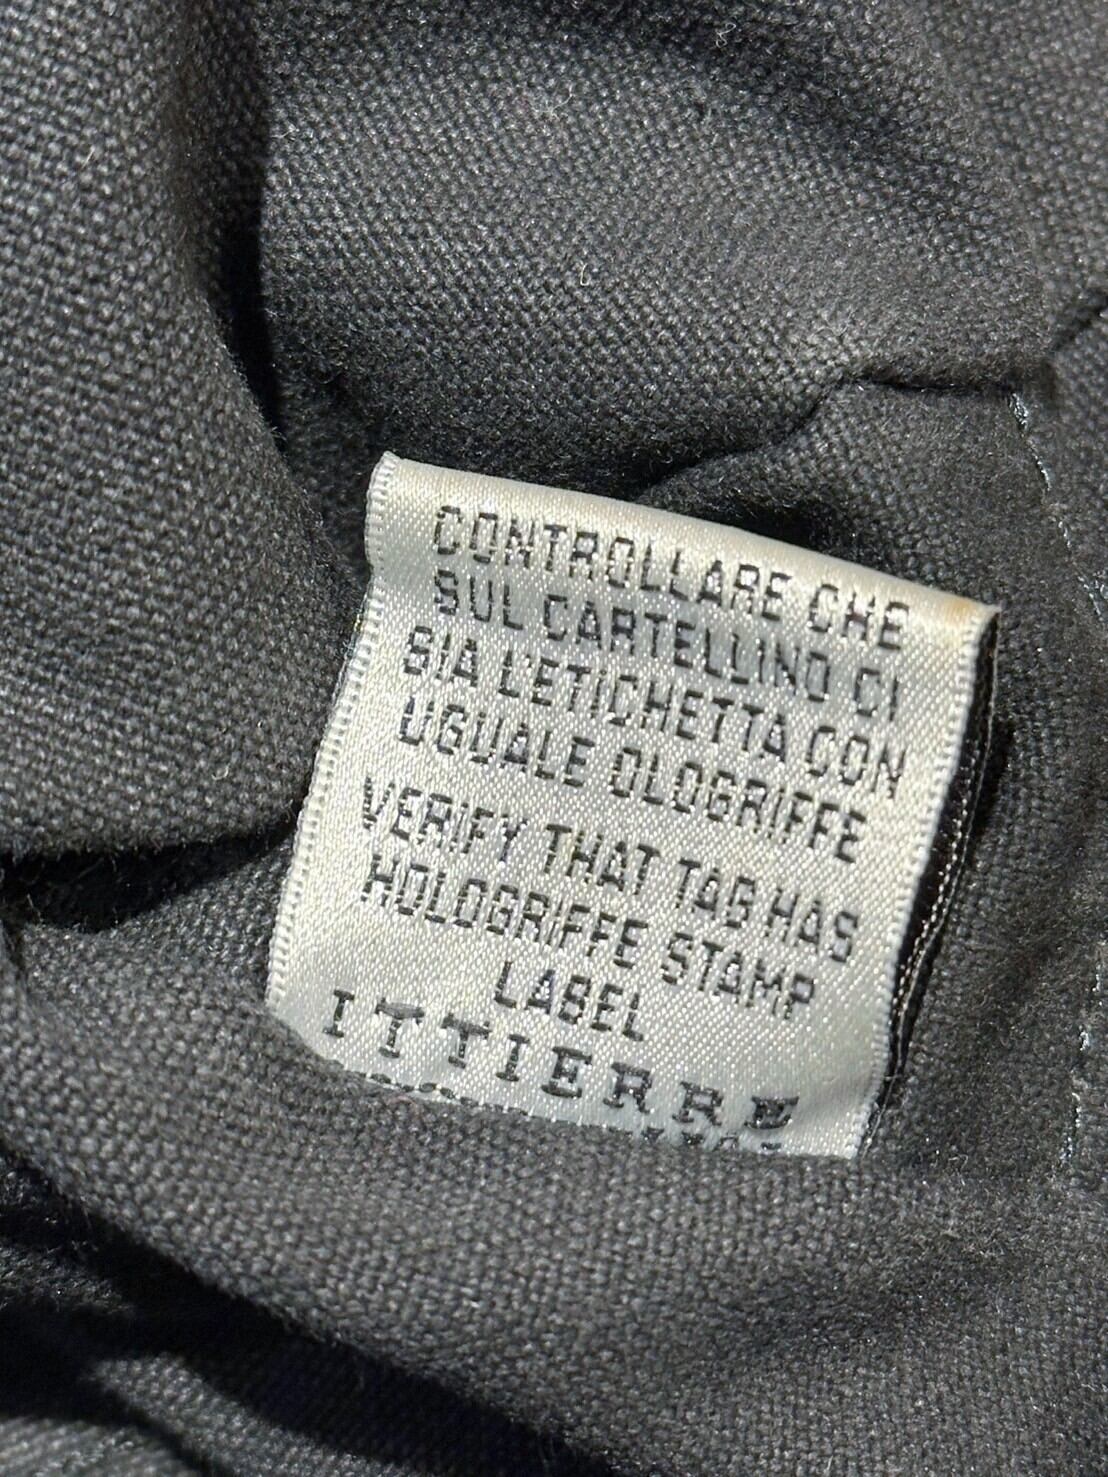 CONTROLLARE CHE
SUL CARTELLINO CI
SIA L'ETICHETTA CON
UGUALE OLOGRIFFE
VERIFY THAT TAG HAS
HOLOGRIFFE STAMP
LABEL
ITTIERRE